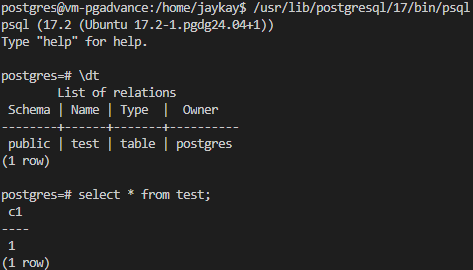 postgres@vm-pgadvance:/home/jaykay$ /usr/lib/postgresql/17/bin/psql
psql (17.2 (Ubuntu 17.2-1.pgdg24.04+1))
Type "help" for help.

postgres=# \dt
        List of relations
 Schema | Name | Type  |  Owner
--------+------+-------+----------
 public | test | table | postgres
(1 row)

postgres=# select * from test;
 c1
----
 1
(1 row)